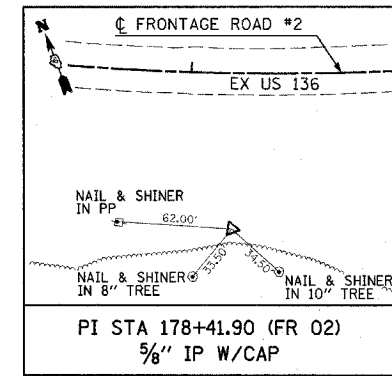 N
℄ FRONTAGE ROAD #2
EX US 136
NAIL & SHINER
IN PP
62.00'
33.50'
34.50'
NAIL & SHINER
IN 8" TREE
NAIL & SHINER
IN 10" TREE
PI STA 178+41.90 (FR 02)
5/8" IP W/CAP